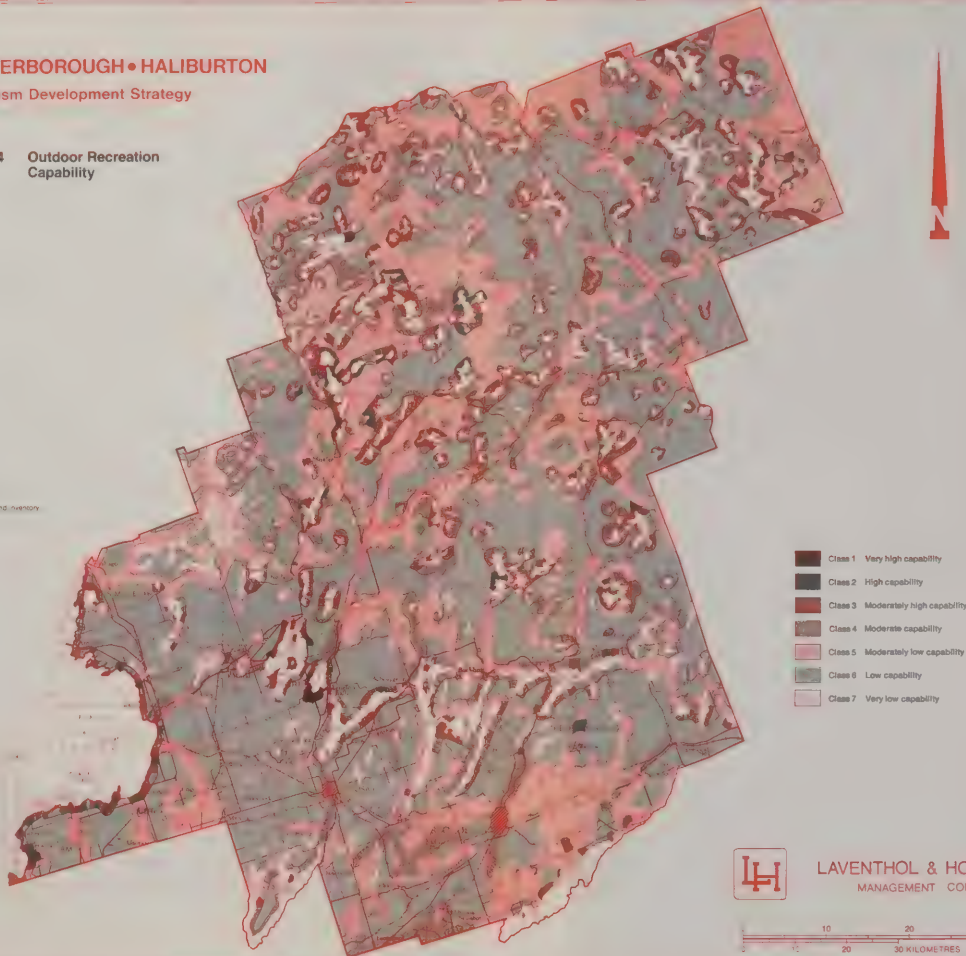 ERBOROUGH • HALIBURTON
sm Development Strategy
4 Outdoor Recreation
Capability
Class 1 Very high capability
Class 2 High capability
Class 3 Moderately high capability
Class 4 Moderate capability
Class 5 Moderately low capability
Class 6 Low capability
Class 7 Very low capability
N
LH
LAVENTHOL & HO
MANAGEMENT CO
10 20
10 20 30 KILOMETRES